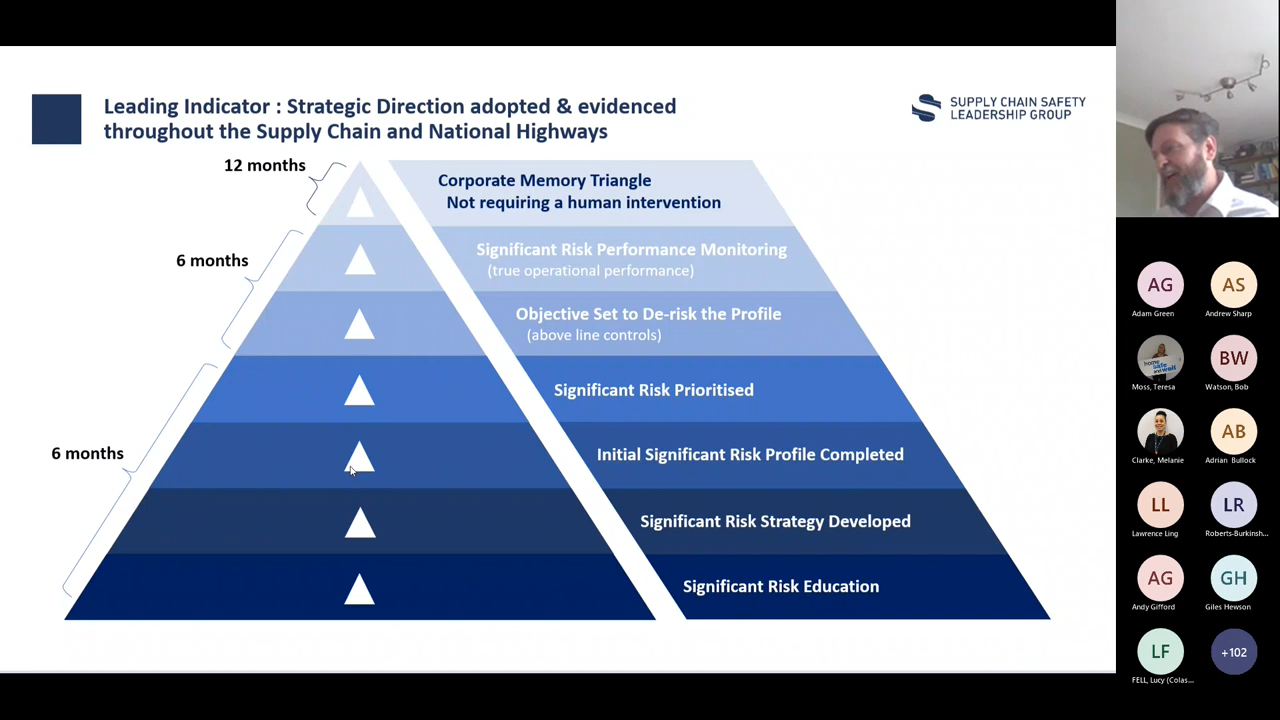 Leading Indicator : Strategic Direction adopted & evidenced
throughout the Supply Chain and National Highways
SUPPLY CHAIN SAFETY
LEADERSHIP GROUP
12 months
Corporate Memory Triangle
Not requiring a human intervention
6 months
Significant Risk Performance Monitoring
(true operational performance)
Objective Set to De-risk the Profile
(above line controls)
Significant Risk Prioritised
6 months
Initial Significant Risk Profile Completed
Significant Risk Strategy Developed
Significant Risk Education
AG
AS
Adam Green
Andrew Sharp
home
safe
and well
BW
Moss, Teresa
Watson, Bob
AB
Clarke, Melanie
Adrian Bullock
LL
LR
Lawrence Ling
Roberts-Burkinsh...
AG
GH
Andy Gifford
Giles Hewson
LF
+102
FELL, Lucy (Colas...